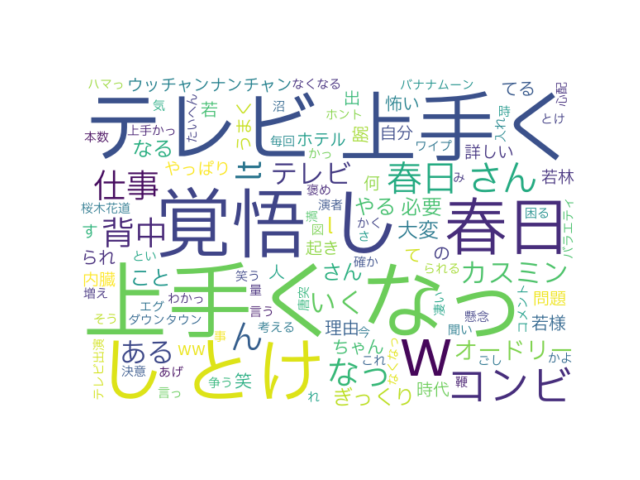 ハマっ ウッチャンナンチャン なくなる バナナムーン 心配
テレビ 上手く
気 若 たいへん うまく 沼 出 怖い てる 入れ時 とけ
本数 上手かっ 毎回 ホテル ホント 腕 自分 ワイプ 詳しい
なる やっぱり lt かっ テレビ 何 春日 さん み 若林
仕事 覚悟 し 褒め 演者 やる 必要 困る 春日 バラエティ
桜木花道 す 背中 l 図 かく さ 大変 て の
られ とい 起き 確か さん られる カスミン
内臓 こと 上手く なっ 笑う 人 唐突 いく 凄い コメント 問題
増え エグ わかっ 量 懸念
そう ダウンタウン 言う 考える 理由 今 聞い 若様
テレビ出演 ある しとけ ww 事 ん ちゃん これ w オードリー
決意 あげ 争う 笑 なっ 時代 鞭 ごし かよ
言っ れ ぎっくり コンビ